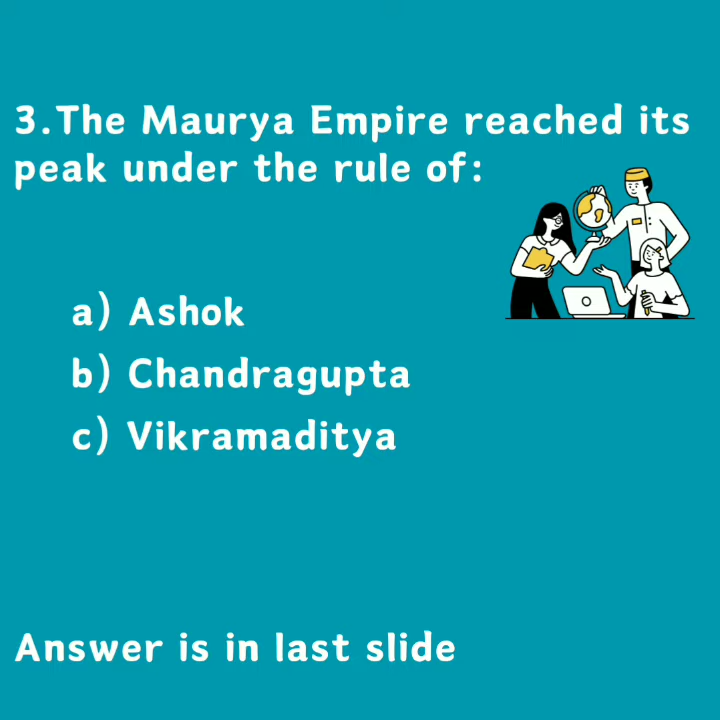 3.The Maurya Empire reached its
peak under the rule of:
a) Ashok
b) Chandragupta
c) Vikramaditya
Answer is in last slide